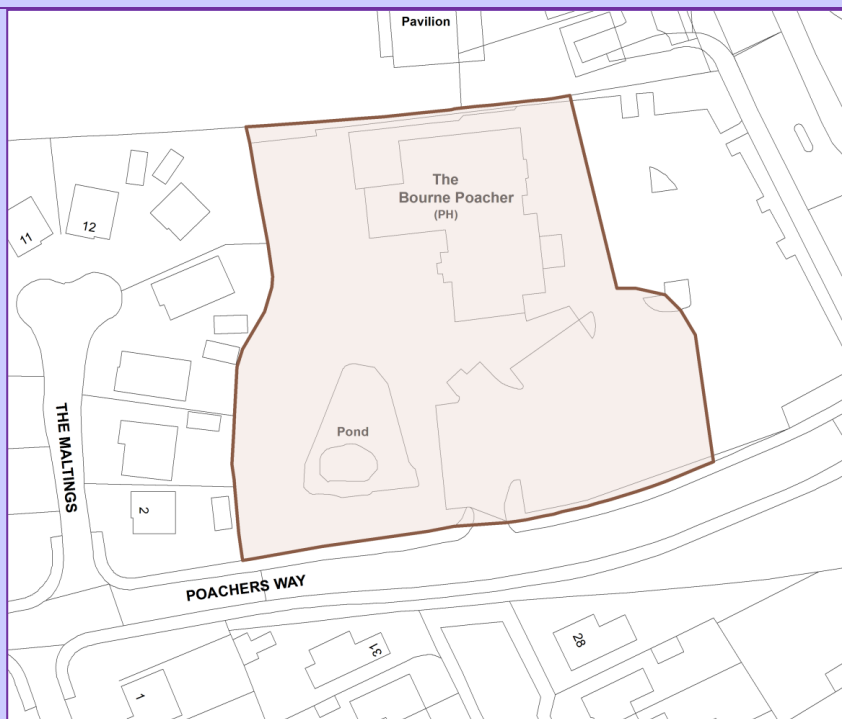 Pavilion
The
Bourne Poacher
(PH)
11
12
THE MALTINGS
Pond
2
POACHERS WAY
1
31
28